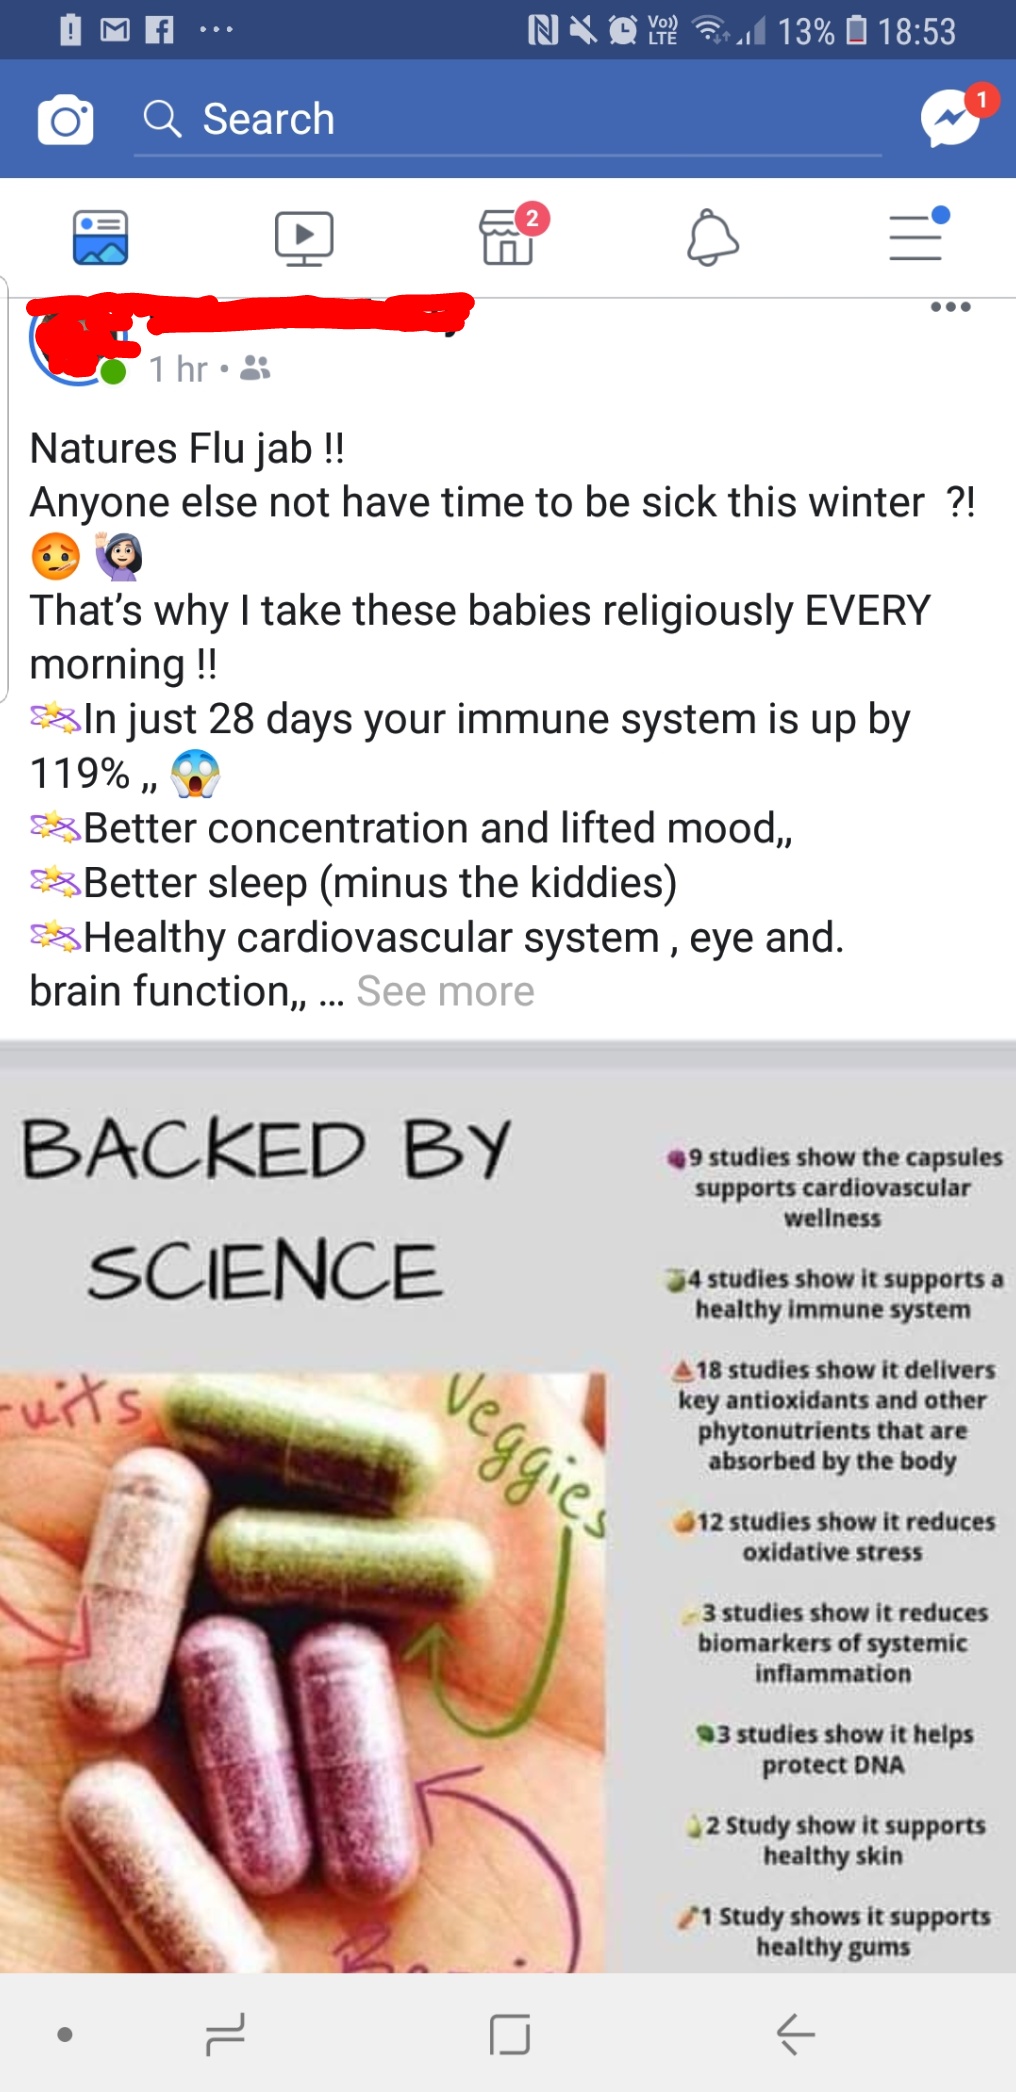 13% 18:53
Vo)) LTE
Search
1
2
1 hr
Natures Flu jab !!
Anyone else not have time to be sick this winter ?!
That's why I take these babies religiously EVERY
morning !!
In just 28 days your immune system is up by
119% ,,
Better concentration and lifted mood,,
Better sleep (minus the kiddies)
Healthy cardiovascular system , eye and.
brain function,, ... See more
BACKED BY
SCIENCE
ruits
Veggies
9 studies show the capsules
supports cardiovascular
wellness
4 studies show it supports a
healthy immune system
18 studies show it delivers
key antioxidants and other
phytonutrients that are
absorbed by the body
12 studies show it reduces
oxidative stress
3 studies show it reduces
biomarkers of systemic
inflammation
3 studies show it helps
protect DNA
2 Study show it supports
healthy skin
1 Study shows it supports
healthy gums